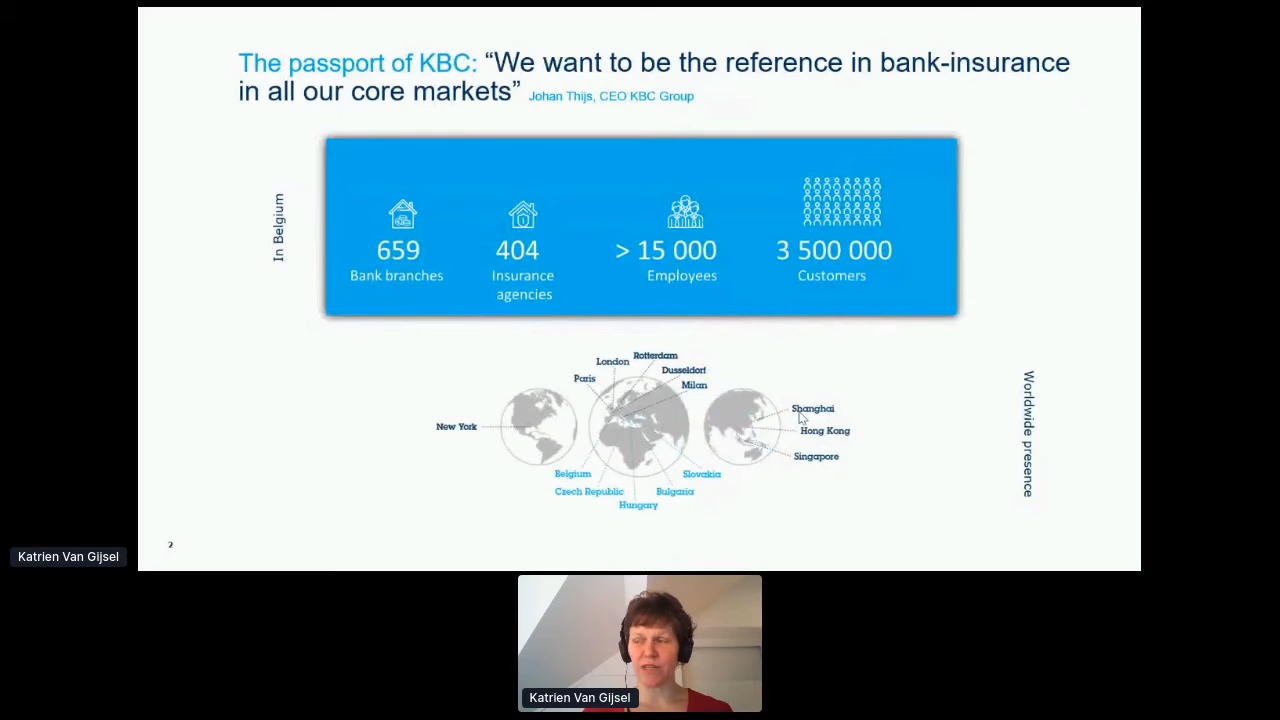 The passport of KBC: “We want to be the reference in bank-insurance
in all our core markets” Johan Thijs, CEO KBC Group
In Belgium
659
Bank branches
404
Insurance
agencies
> 15 000
Employees
3 500 000
Customers
London
Rotterdam
Dusseldorf
Paris
Milan
New York
Shanghai
Hong Kong
Singapore
Belgium
Slovakia
Czech Republic
Bulgaria
Hungary
Worldwide presence
2
Katrien Van Gijsel
Katrien Van Gijsel